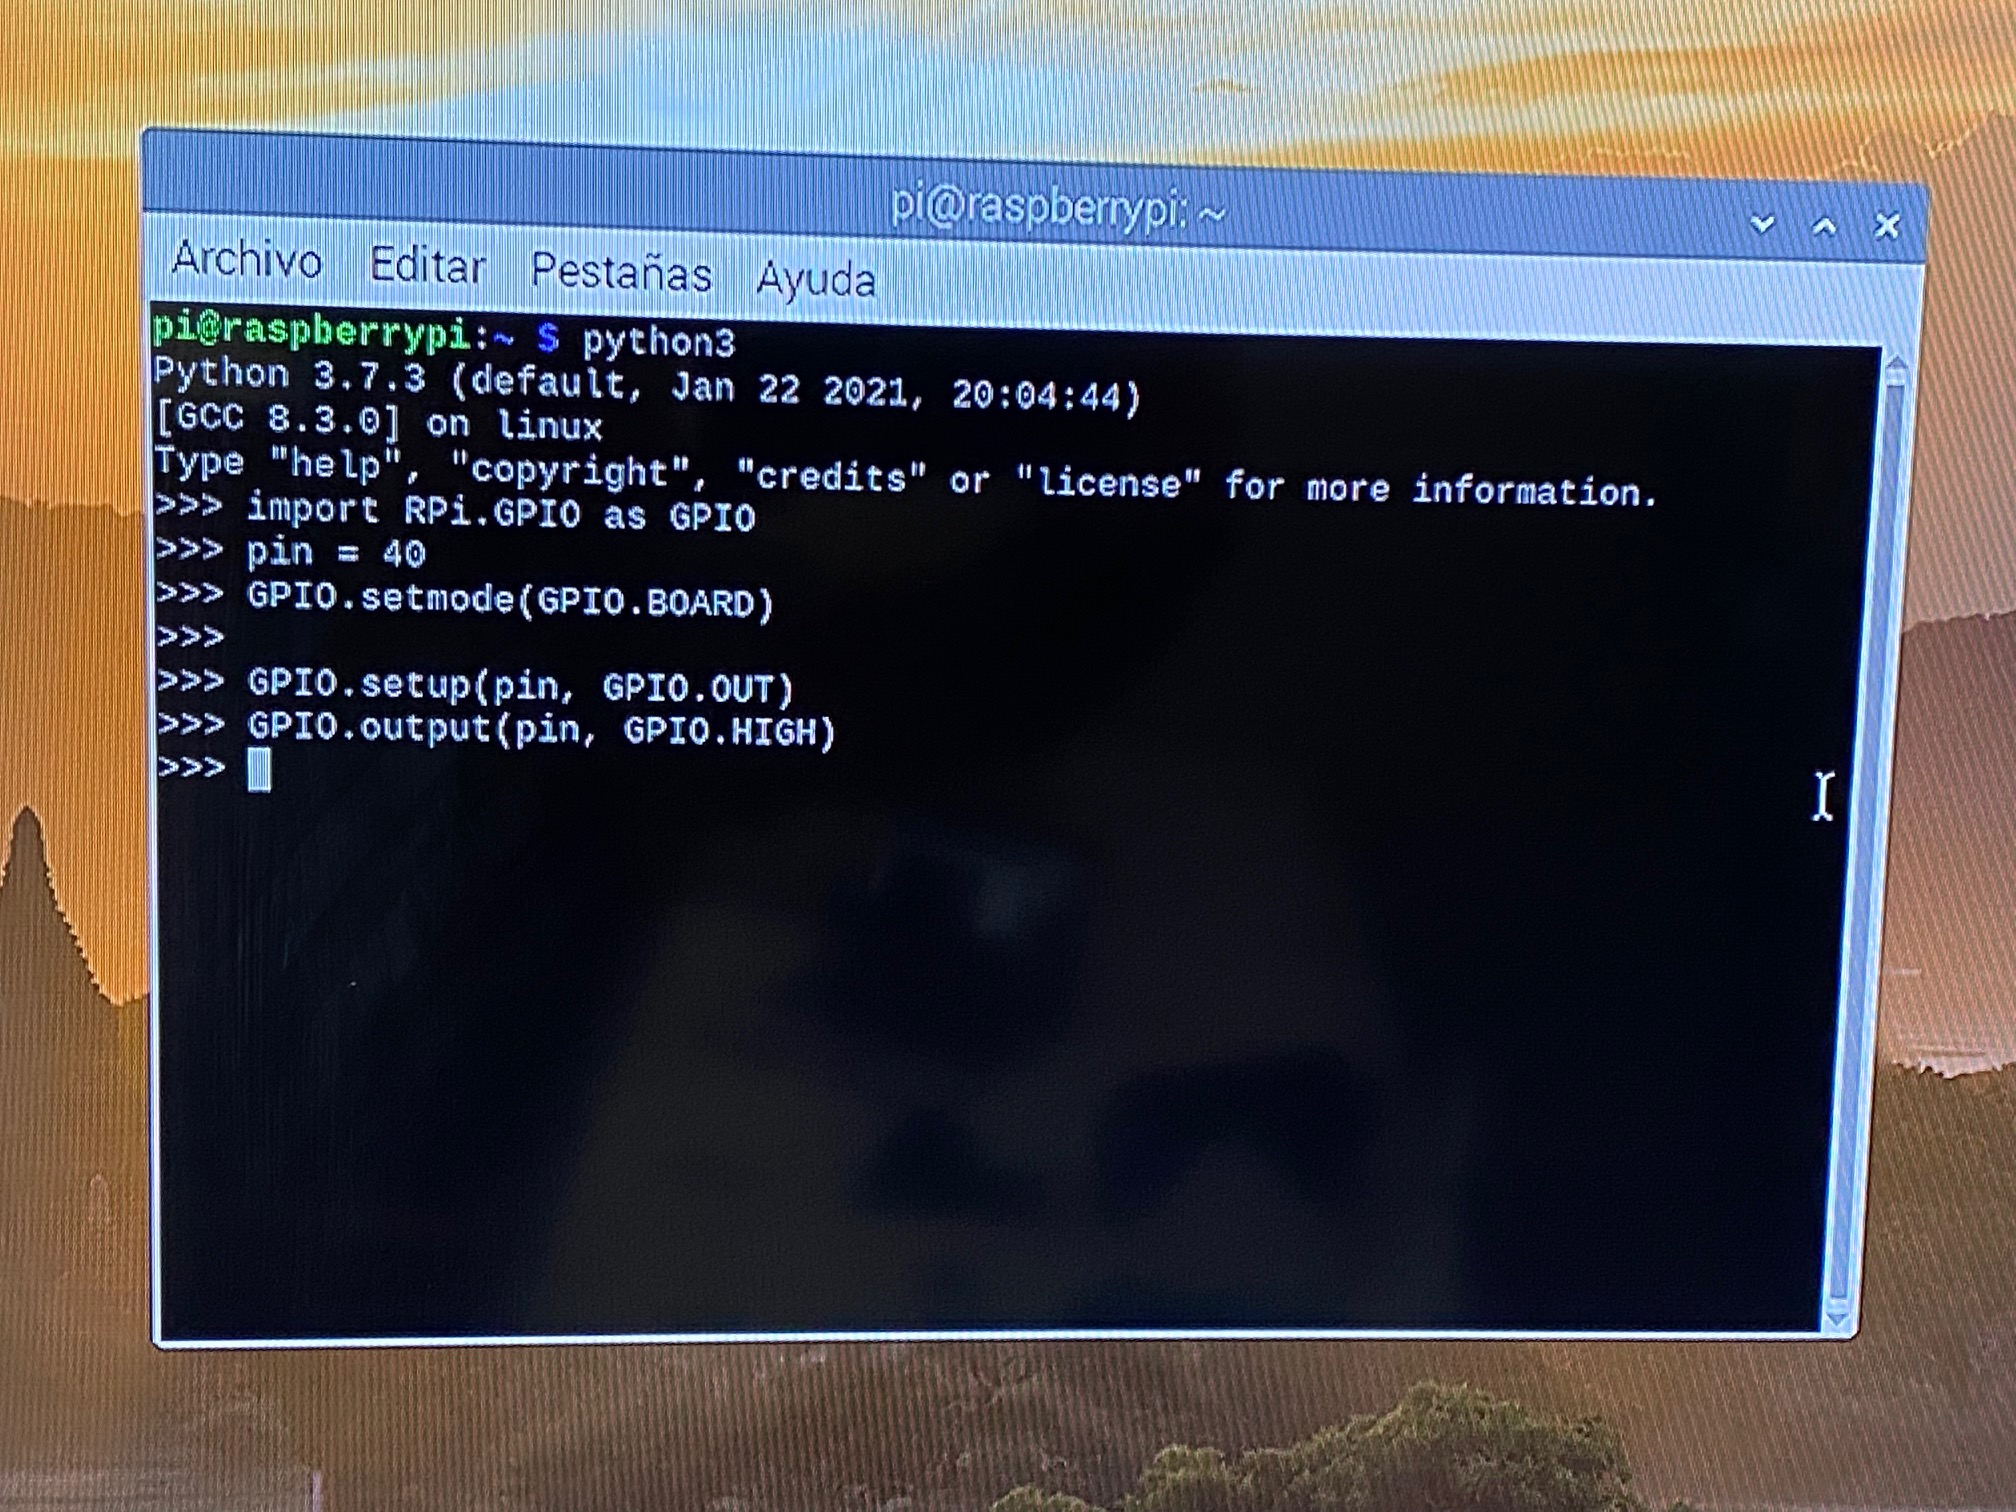 pi@raspberrypi: ~
Archivo Editar Pestañas Ayuda
pi@raspberrypi:~ $ python3
Python 3.7.3 (default, Jan 22 2021, 20:04:44)
[GCC 8.3.0] on linux
Type "help", "copyright", "credits" or "license" for more information.
>>> import RPi.GPIO as GPIO
>>> pin = 40
>>> GPIO.setmode(GPIO.BOARD)
>>>
>>> GPIO.setup(pin, GPIO.OUT)
>>> GPIO.output(pin, GPIO.HIGH)
>>>